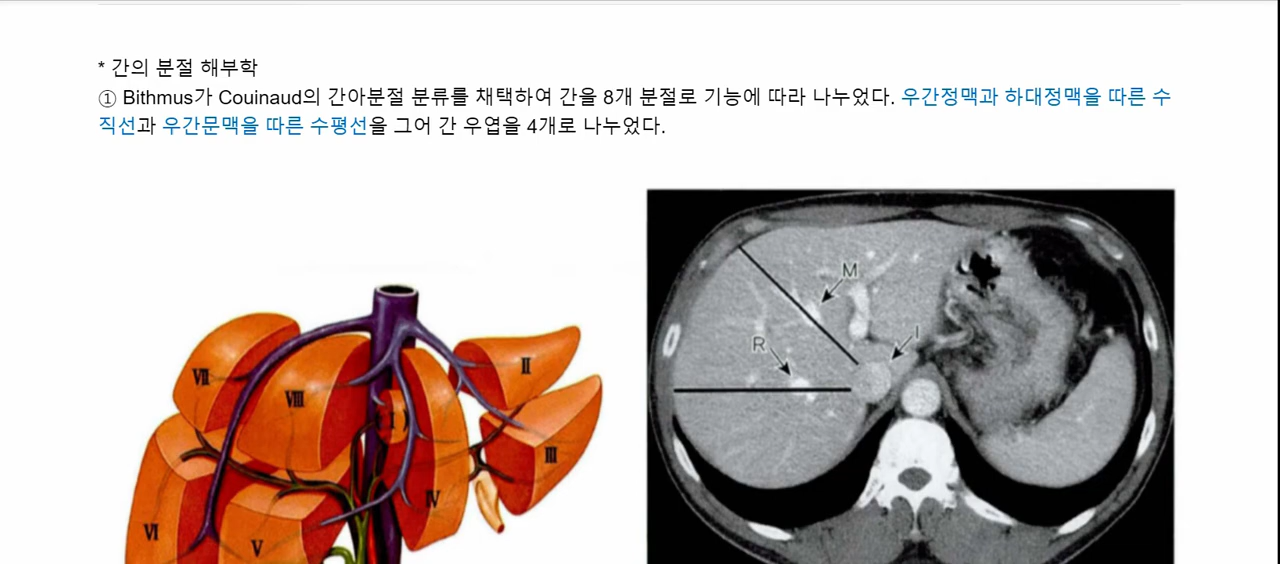 * 간의 분절 해부학
① Bithmus가 Couinaud의 간아분절 분류를 채택하여 간을 8개 분절로 기능에 따라 나누었다. 우간정맥과 하대정맥을 따른 수
직선과 우간문맥을 따른 수평선을 그어 간 우엽을 4개로 나누었다.
M
I
R
II
VII
VIII
I
III
IV
VI
V